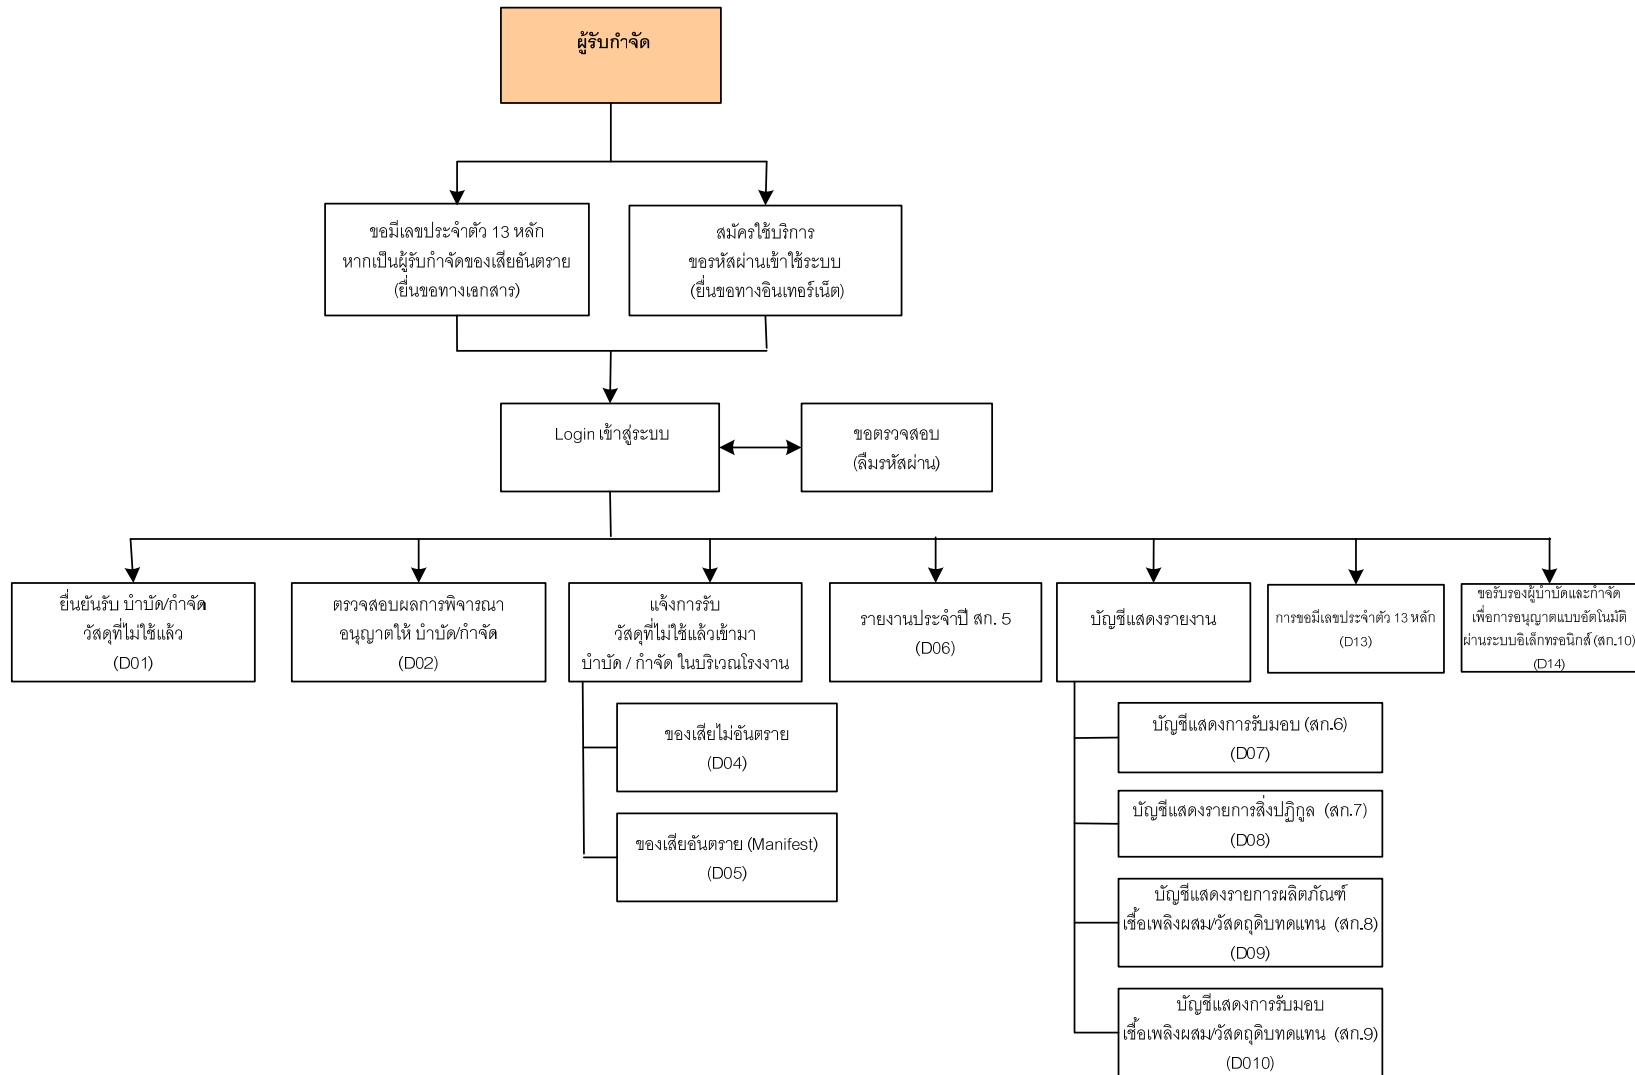 ผู้รับกำจัด
ขอมีเลขประจำตัว 13 หลัก
หากเป็นผู้รับกำจัดของเสียอันตราย
(ยื่นขอทางเอกสาร)
สมัครใช้บริการ
ขอรหัสผ่านเข้าใช้ระบบ
(ยื่นขอทางอินเทอร์เน็ต)
Login เข้าสู่ระบบ
ขอตรวจสอบ
(ลืมรหัสผ่าน)
ยื่นยันรับ บำบัด/กำจัด
วัสดุที่ไม่ใช้แล้ว
(D01)
ตรวจสอบผลการพิจารณา
อนุญาตให้ บำบัด/กำจัด
(D02)
แจ้งการรับ
วัสดุที่ไม่ใช้แล้วเข้ามา
บำบัด / กำจัด ในบริเวณโรงงาน
รายงานประจำปี สก. 5
(D06)
บัญชีแสดงรายงาน
การขอมีเลขประจำตัว 13 หลัก
(D13)
ขอรับรองผู้บำบัดและกำจัด
เพื่อการอนุญาตแบบอัตโนมัติ
ผ่านระบบอิเล็กทรอนิกส์ (สก.10)
(D14)
ของเสียไม่อันตราย
(D04)
ของเสียอันตราย (Manifest)
(D05)
บัญชีแสดงการรับมอบ (สก.6)
(D07)
บัญชีแสดงรายการสิ่งปฏิกูล (สก.7)
(D08)
บัญชีแสดงรายการผลิตภัณฑ์
เชื้อเพลิงผสม/วัสดถุดิบทดแทน (สก.8)
(D09)
บัญชีแสดงการรับมอบ
เชื้อเพลิงผสม/วัสดถุดิบทดแทน (สก.9)
(D010)